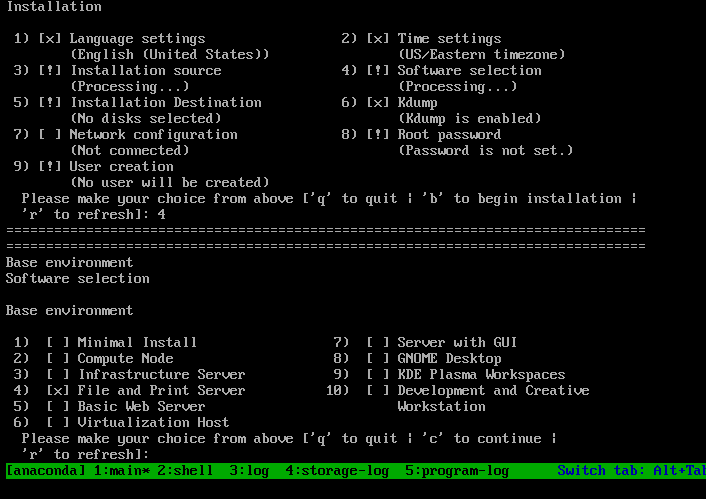 Installation
1) [x] Language settings 2) [x] Time settings
(English (United States)) (US/Eastern timezone)
3) [!] Installation source 4) [!] Software selection
(Processing...) (Processing...)
5) [!] Installation Destination 6) [x] Kdump
(No disks selected) (Kdump is enabled)
7) [ ] Network configuration 8) [!] Root password
(Not connected) (Password is not set.)
9) [!] User creation
(No user will be created)
Please make your choice from above ['q' to quit | 'b' to begin installation |
'r' to refresh]: 4
================================================================================
================================================================================
Base environment
Software selection
Base environment
1) [ ] Minimal Install 7) [ ] Server with GUI
2) [ ] Compute Node 8) [ ] GNOME Desktop
3) [ ] Infrastructure Server 9) [ ] KDE Plasma Workspaces
4) [x] File and Print Server 10) [ ] Development and Creative
5) [ ] Basic Web Server Workstation
6) [ ] Virtualization Host
Please make your choice from above ['q' to quit | 'c' to continue |
'r' to refresh]:
[anaconda] 1:main* 2:shell 3:log 4:storage-log 5:program-log Switch tab: Alt+Tab